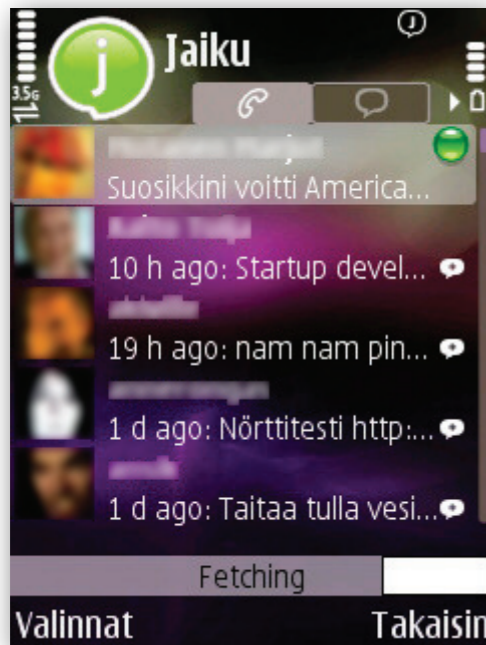 Jaiku
3.5G
Suosikkini voitti America...
10 h ago: Startup devel...
19 h ago: nam nam pin...
1 d ago: Nörttitesti http:...
1 d ago: Taitaa tulla vesi...
Fetching
Valinnat Takaisin